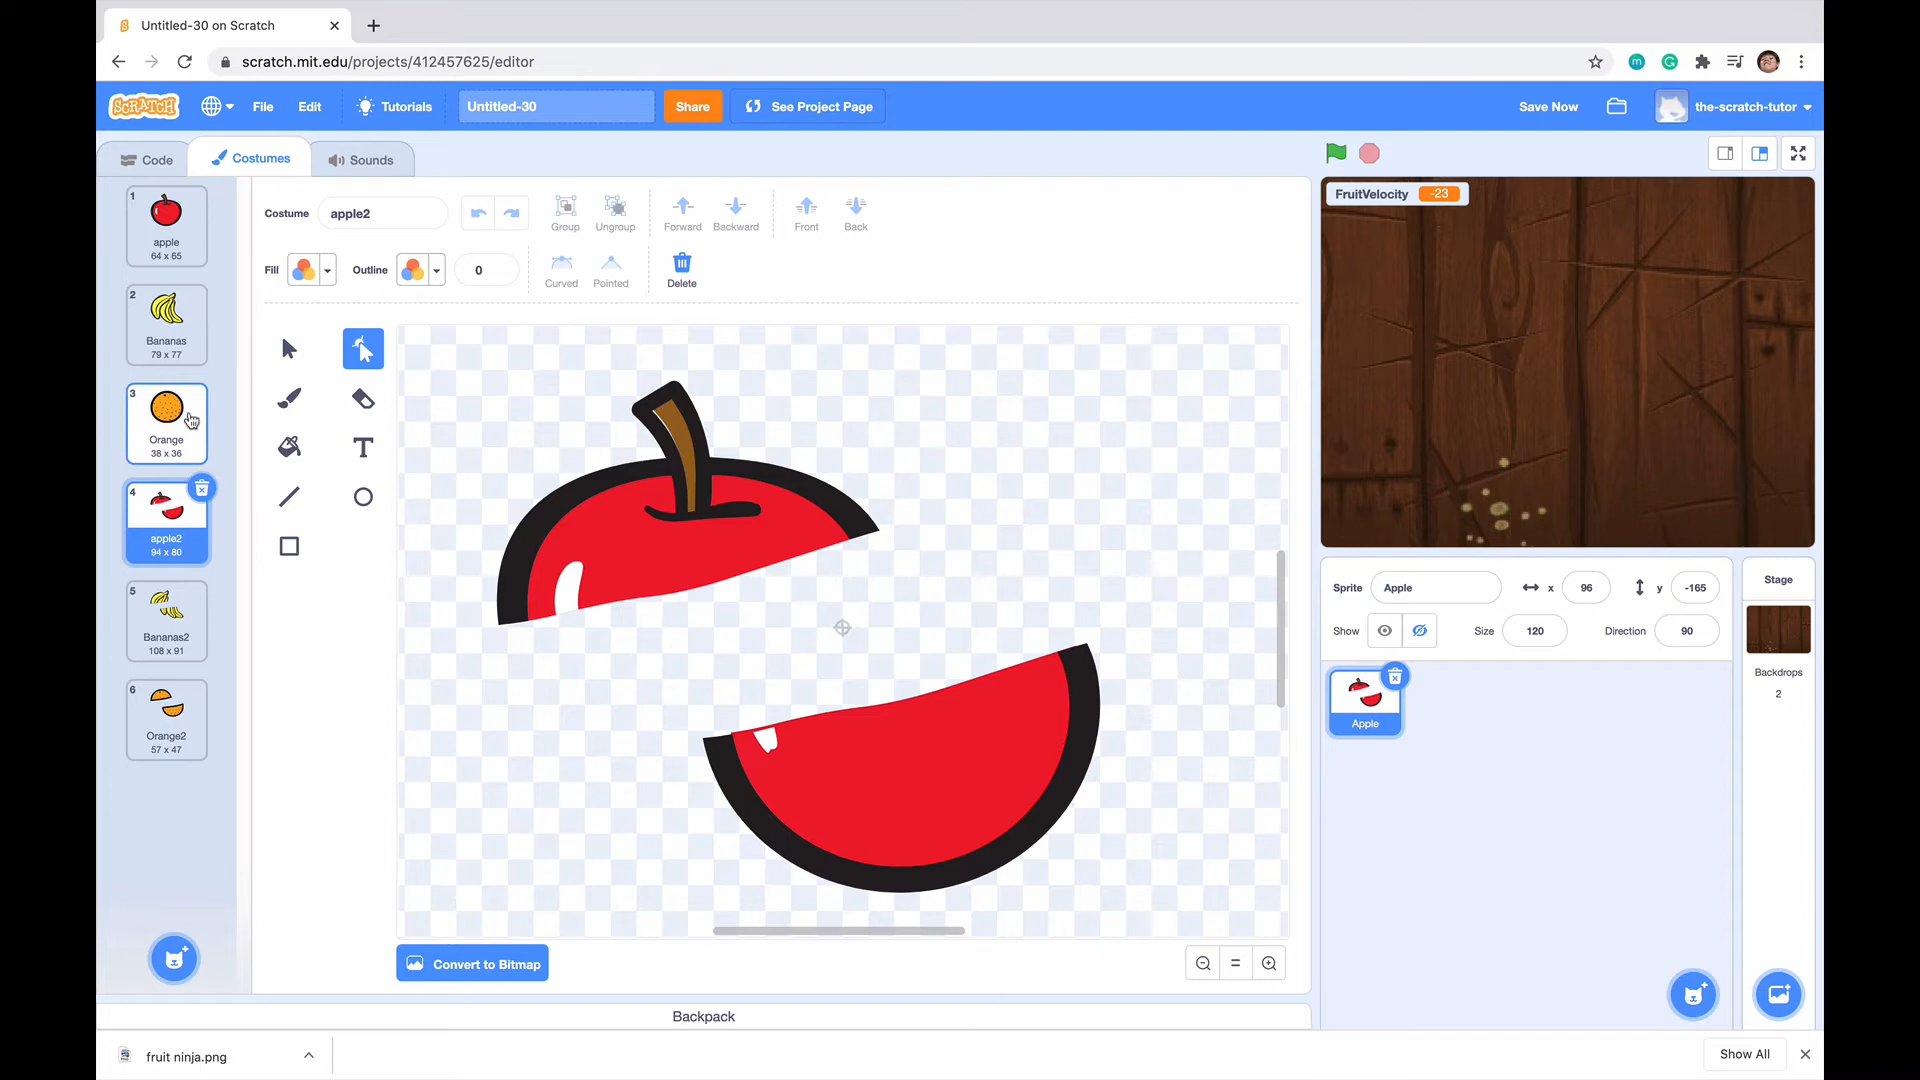 Untitled-30 on Scratch
scratch.mit.edu/projects/412457625/editor
SCRATCH
File
Edit
Tutorials
Untitled-30
Share
See Project Page
Save Now
the-scratch-tutor
Code
Costumes
Sounds
1
apple
64 x 65
2
Bananas
79 x 77
3
Orange
38 x 36
4
apple2
94 x 80
5
Bananas2
108 x 91
6
Orange2
57 x 47
Costume
apple2
Group
Ungroup
Forward
Backward
Front
Back
Fill
Outline
0
Curved
Pointed
Delete
T
Convert to Bitmap
Backpack
FruitVelocity -23
Sprite
Apple
x
96
y
-165
Show
Size
120
Direction
90
Apple
Stage
Backdrops
2
fruit ninja.png
Show All